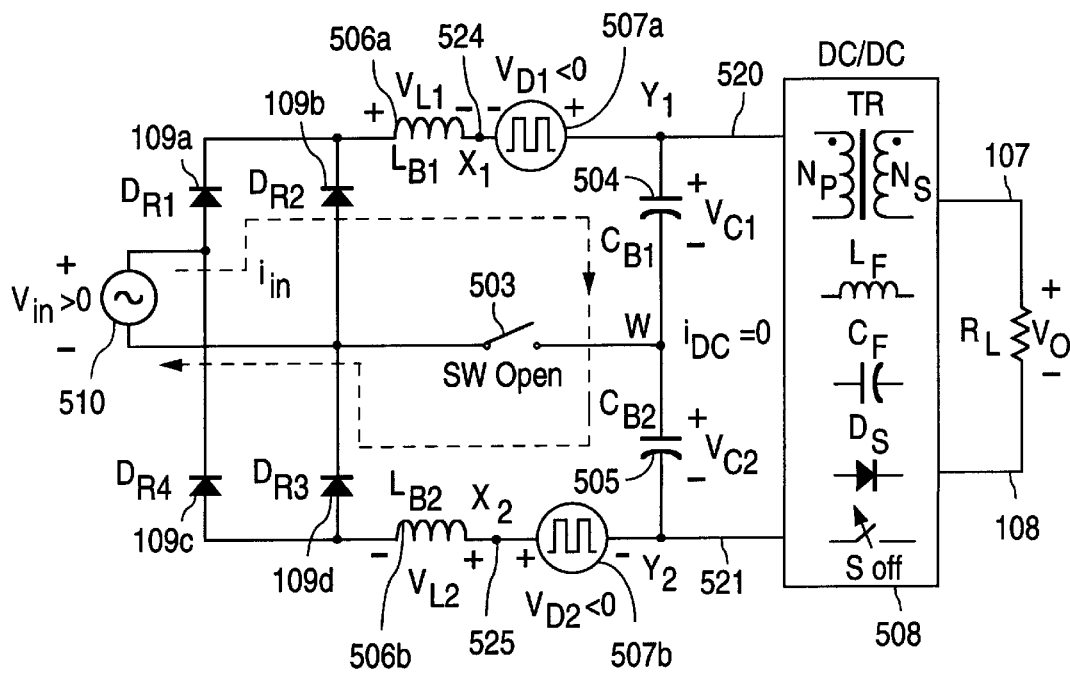 506a
524
507a
DC/DC
109b
V_L1
V_D1 <0
Y_1
520
+
-
-
+
TR
109a
L_B1
X_1
504
+
107
D_R1
D_R2
V_C1
N_P
N_S
-
C_B1
+
i_in
503
L_F
V_in >0
W
i_DC =0
+
C_F
R_L
V_O
-
SW Open
-
510
C_B2
+
D_S
D_R4
D_R3
L_B2
X_2
505
V_C2
-
108
109c
-
+
+
-
Y_2
521
S off
109d
V_L2
V_D2 <0
506b
525
507b
508